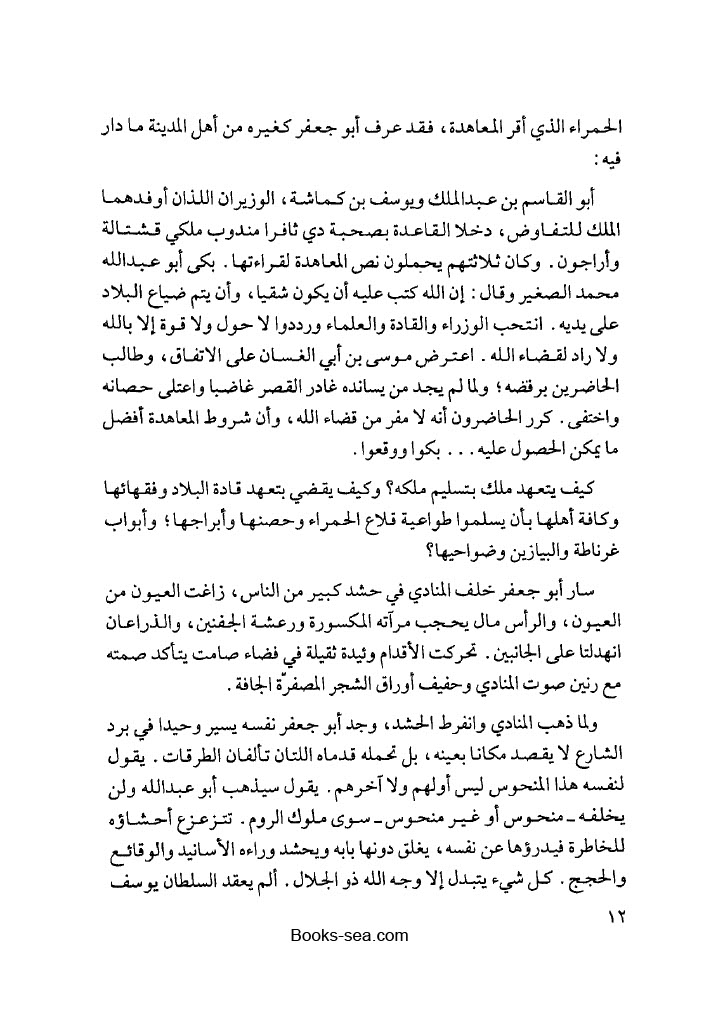 الحمراء الذي أقر المعاهدة، فقد عرف أبو جعفر كغيره من أهل المدينة ما دار
فيه:
أبو القاسم بن عبدالملك ويوسف بن كماشة، الوزيران اللذان أوفدهما
الملك للتفاوض، دخلا القاعدة بصحبة دي ثافرا مندوب ملكي قشتالة
وأراجون. وكان ثلاثتهم يحملون نص المعاهدة لقراءتها. بكى أبو عبدالله
محمد الصغير وقال: إن الله كتب عليه أن يكون شقيا، وأن يتم ضياع البلاد
على يديه. انتحب الوزراء والقادة والعلماء ورددوا لا حول ولا قوة إلا بالله
ولا راد لقضاء الله. اعترض موسى بن أبي الغسان على الاتفاق، وطالب
الحاضرين برفضه؛ ولما لم يجد من يسانده غادر القصر غاضبا واعتلى حصانه
واختفى. كرر الحاضرون أنه لا مفر من قضاء الله، وأن شروط المعاهدة أفضل
ما يمكن الحصول عليه... بكوا ووقعوا.
كيف يتعهد ملك بتسليم ملكه؟ وكيف يقضي بتعهد قادة البلاد وفقهائها
وكافة أهلها بأن يسلموا طواعية قلاع الحمراء وحصنها وأبراجها؛ وأبواب
غرناطة والبيازين وضواحيها؟
سار أبو جعفر خلف المنادي في حشد كبير من الناس، زاغت العيون من
العيون، والرأس مال يحجب مرآته المكسورة ورعشة الجفنين، والذراعان
انهدلتا على الجانبين. تحركت الأقدام وئيدة ثقيلة في فضاء صامت يتأكد صمته
مع رنين صوت المنادي وحفيف أوراق الشجر المصفرّة الجافة.
ولما ذهب المنادي وانفرط الحشد، وجد أبو جعفر نفسه يسير وحيدا في برد
الشارع لا يقصد مكانا بعينه، بل تحمله قدماه اللتان تألفان الطرقات. يقول
لنفسه هذا المنحوس ليس أولهم ولا آخرهم. يقول سيذهب أبو عبدالله ولن
يخلفه ـ منحوس أو غير منحوس ـ سوى ملوك الروم. تتزعزع أحشاؤه
للخاطرة فيدرؤها عن نفسه، يغلق دونها بابه ويحشد وراءه الأسانيد والوقائع
والحجج. كل شيء يتبدل إلا وجه الله ذو الجلال. ألم يعقد السلطان يوسف
١٢
Books-sea.com